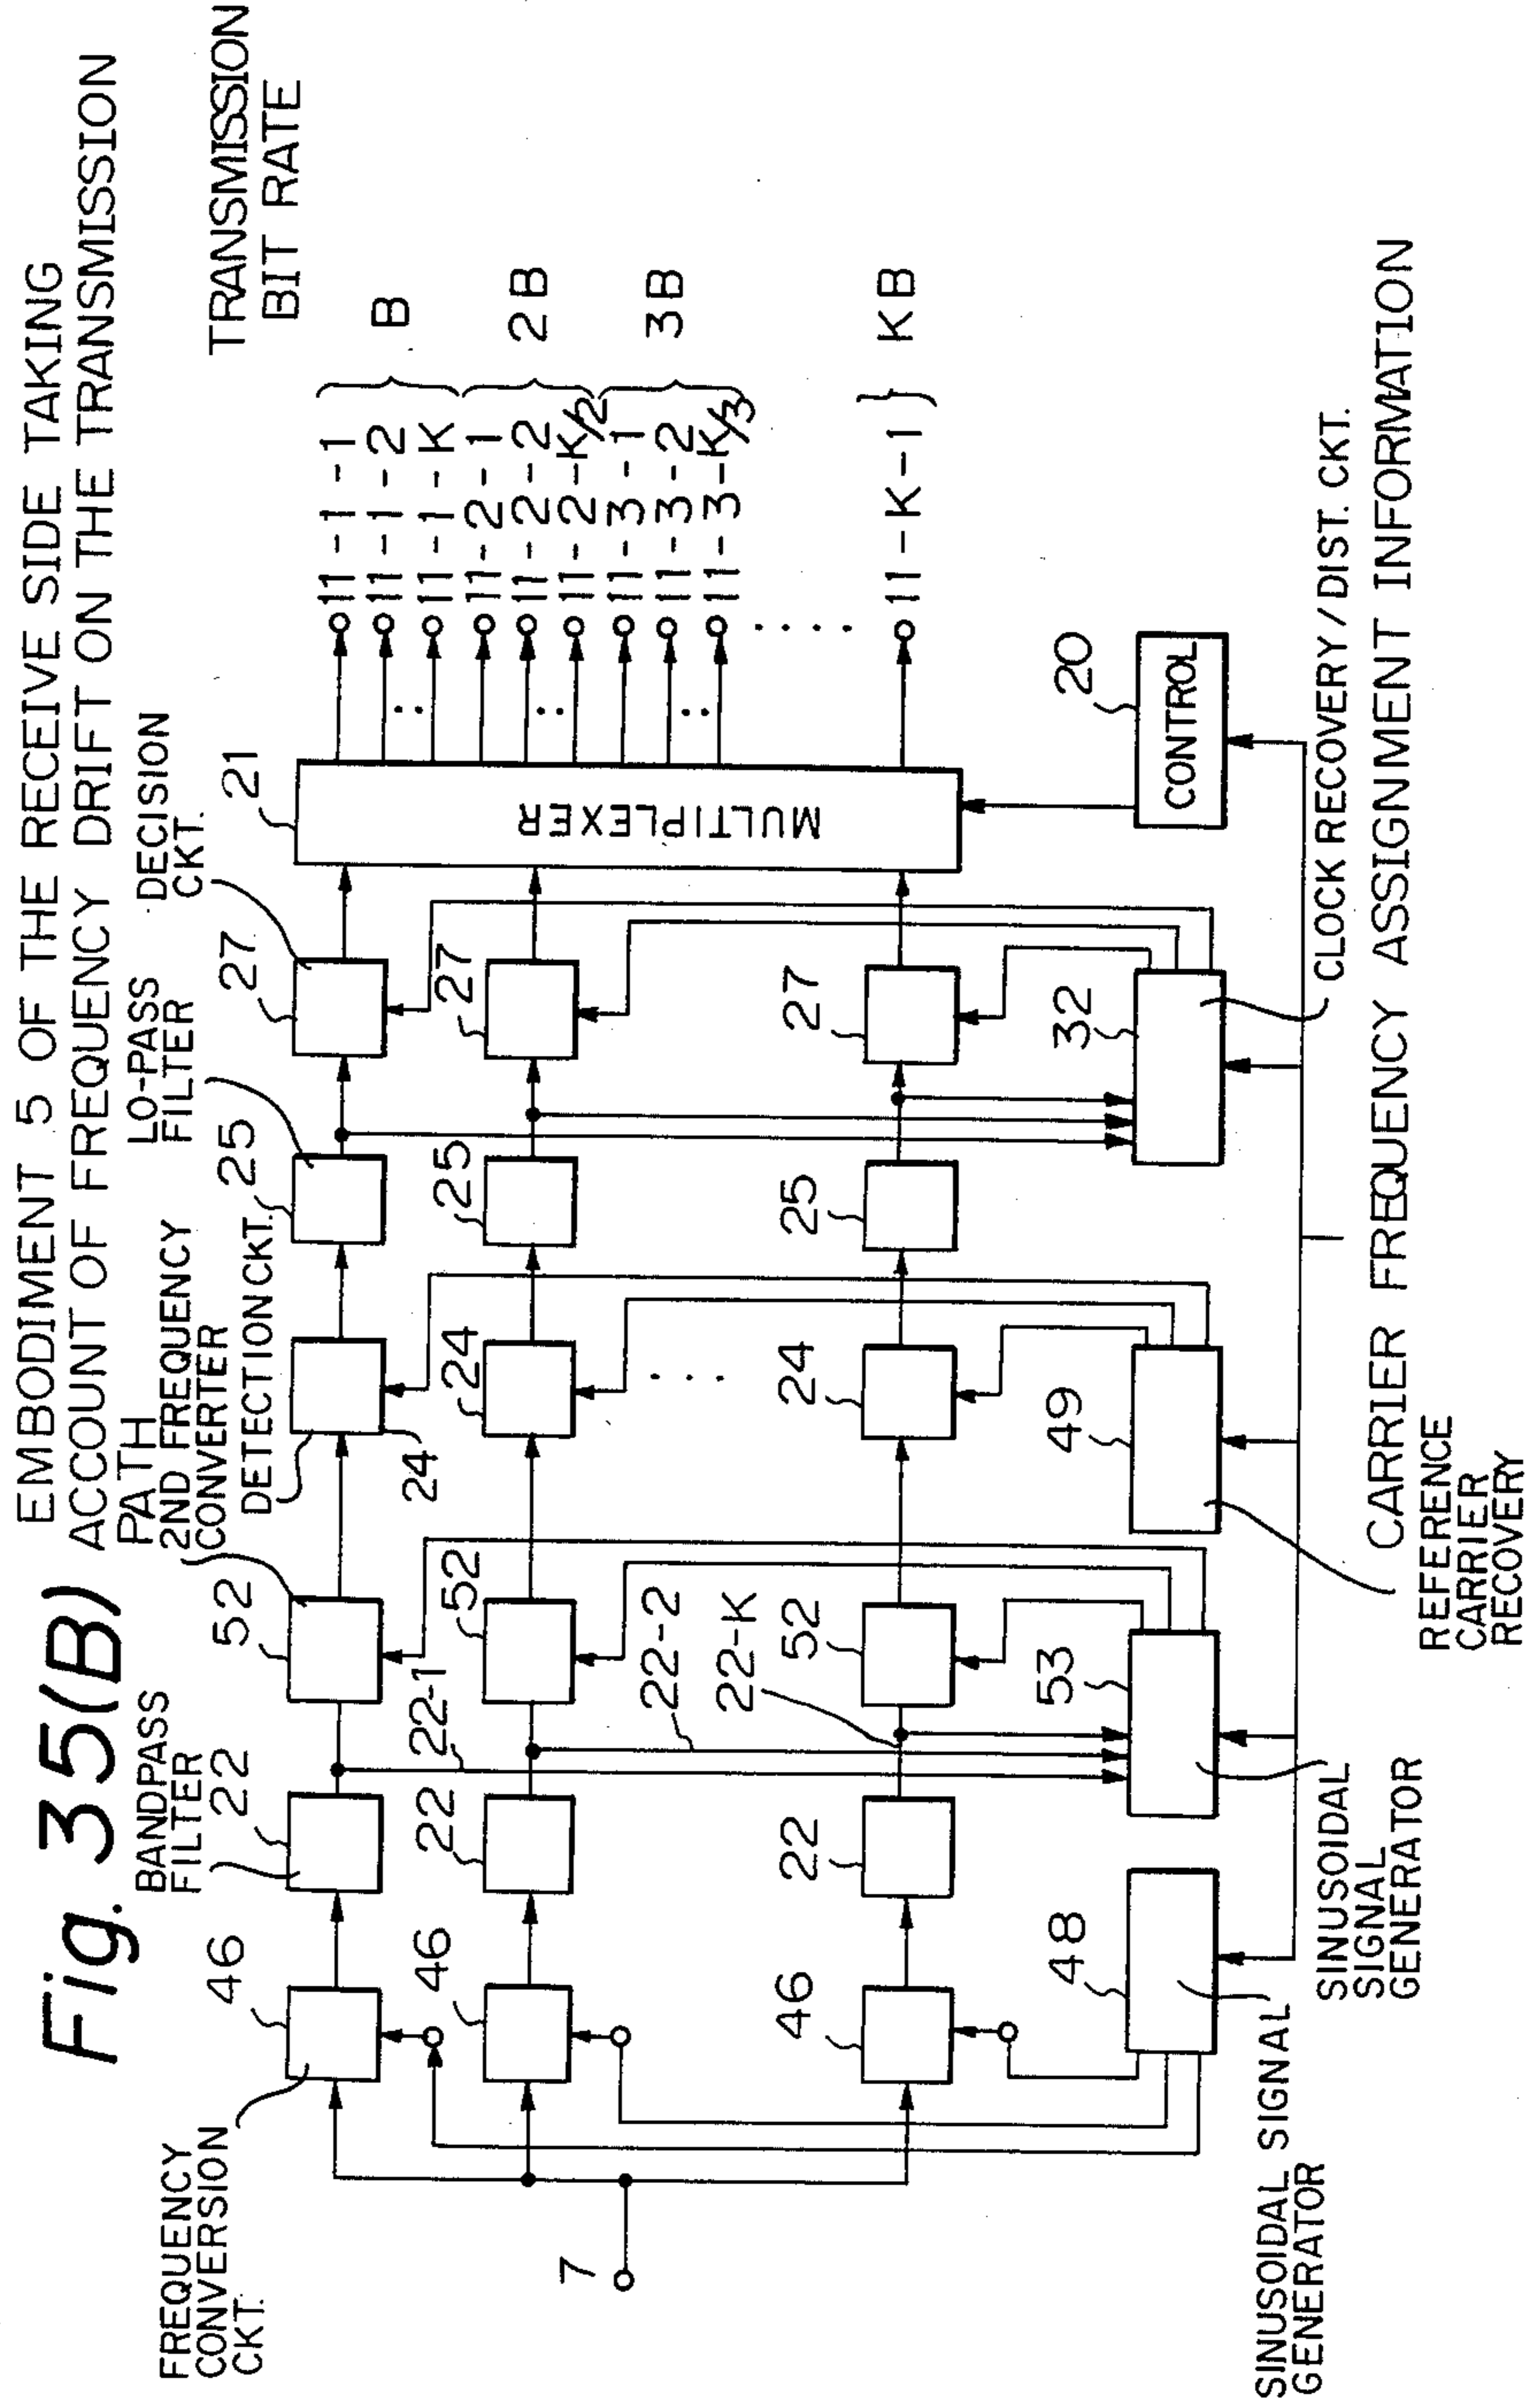 Fig. 35(B)
EMBODIMENT 5 OF THE RECEIVE SIDE TAKING
ACCOUNT OF FREQUENCY DRIFT ON THE TRANSMISSION
PATH
FREQUENCY
CONVERSION
CKT.
BANDPASS
FILTER
2ND FREQUENCY
CONVERTER
DETECTION CKT.
LO-PASS
FILTER
DECISION
CKT.
TRANSMISSION
BIT RATE
46
22
52
24
25
27
21
22-1
46
22
52
24
25
27
22-2
22-K
46
22
52
24
25
27
7
MULTIPLEXER
11-1-1
11-1-2
11-1-K
B
11-2-1
11-2-2
11-2-K/2
2B
11-3-1
11-3-2
11-3-K/3
3B
11-K-1
KB
48
53
49
32
20
CONTROL
SINUSOIDAL SIGNAL
GENERATOR
SINUSOIDAL
SIGNAL
GENERATOR
REFERENCE
CARRIER
RECOVERY
CLOCK RECOVERY/DIST. CKT.
CARRIER FREQUENCY ASSIGNMENT INFORMATION